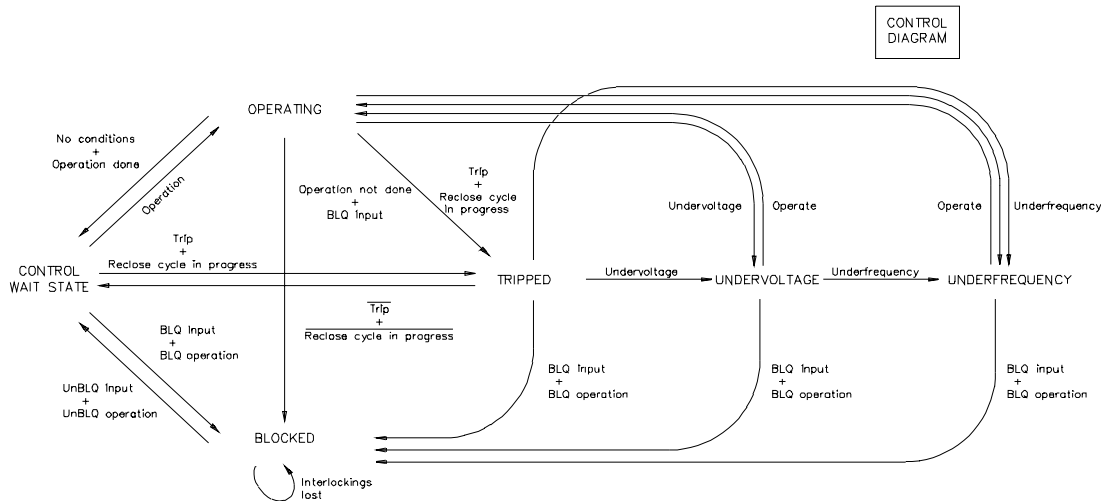 CONTROL
DIAGRAM
OPERATING
No conditions
+
Operation done
Operation
Operation not done
+
BLQ input
Trip
+
Reclose cycle
in progress
Undervoltage
Operate
Operate
Underfrequency
Trip
+
Reclose cycle in progress
CONTROL
WAIT STATE
TRIPPED
Undervoltage
UNDERVOLTAGE
Underfrequency
UNDERFREQUENCY
Trip
+
Reclose cycle in progress
BLQ input
+
BLQ operation
UnBLQ input
+
UnBLQ operation
BLQ input
+
BLQ operation
BLQ input
+
BLQ operation
BLQ input
+
BLQ operation
BLOCKED
Interlockings
lost